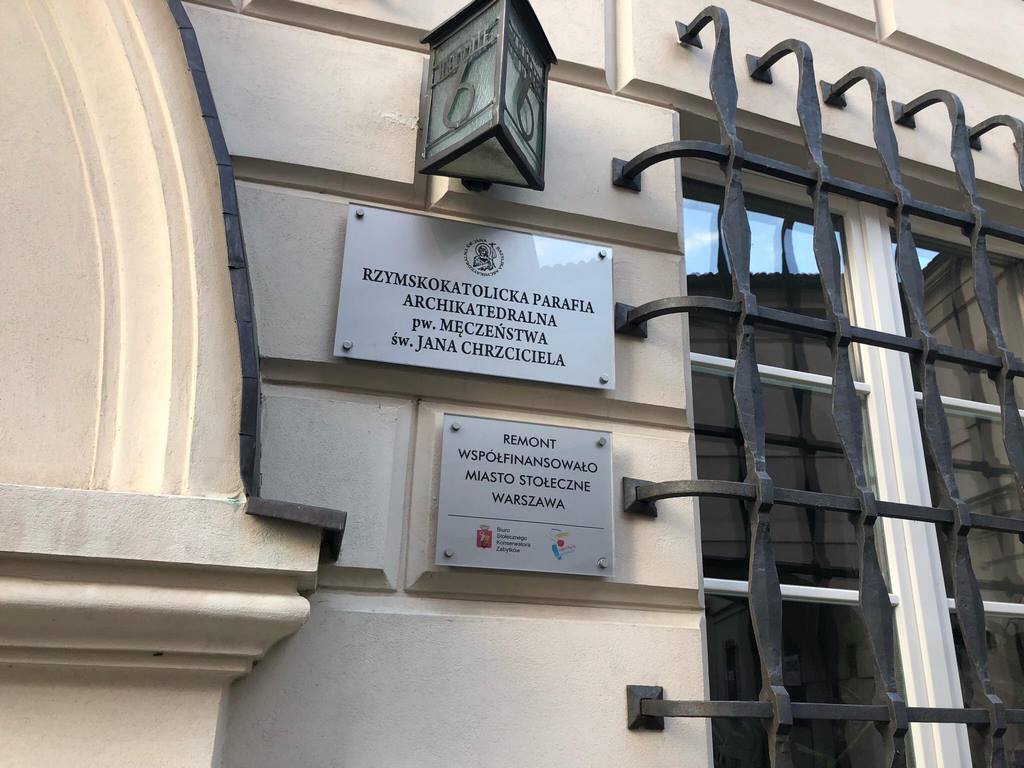 6
RZYMSKOKATOLICKA PARAFIA
ARCHIKATEDRALNA
pw. MĘCZEŃSTWA
św. JANA CHRZCICIELA
REMONT
WSPÓŁFINANSOWAŁO
MIASTO STOŁECZNE
WARSZAWA
Biuro
Stołecznego
Konserwatora
Zabytków